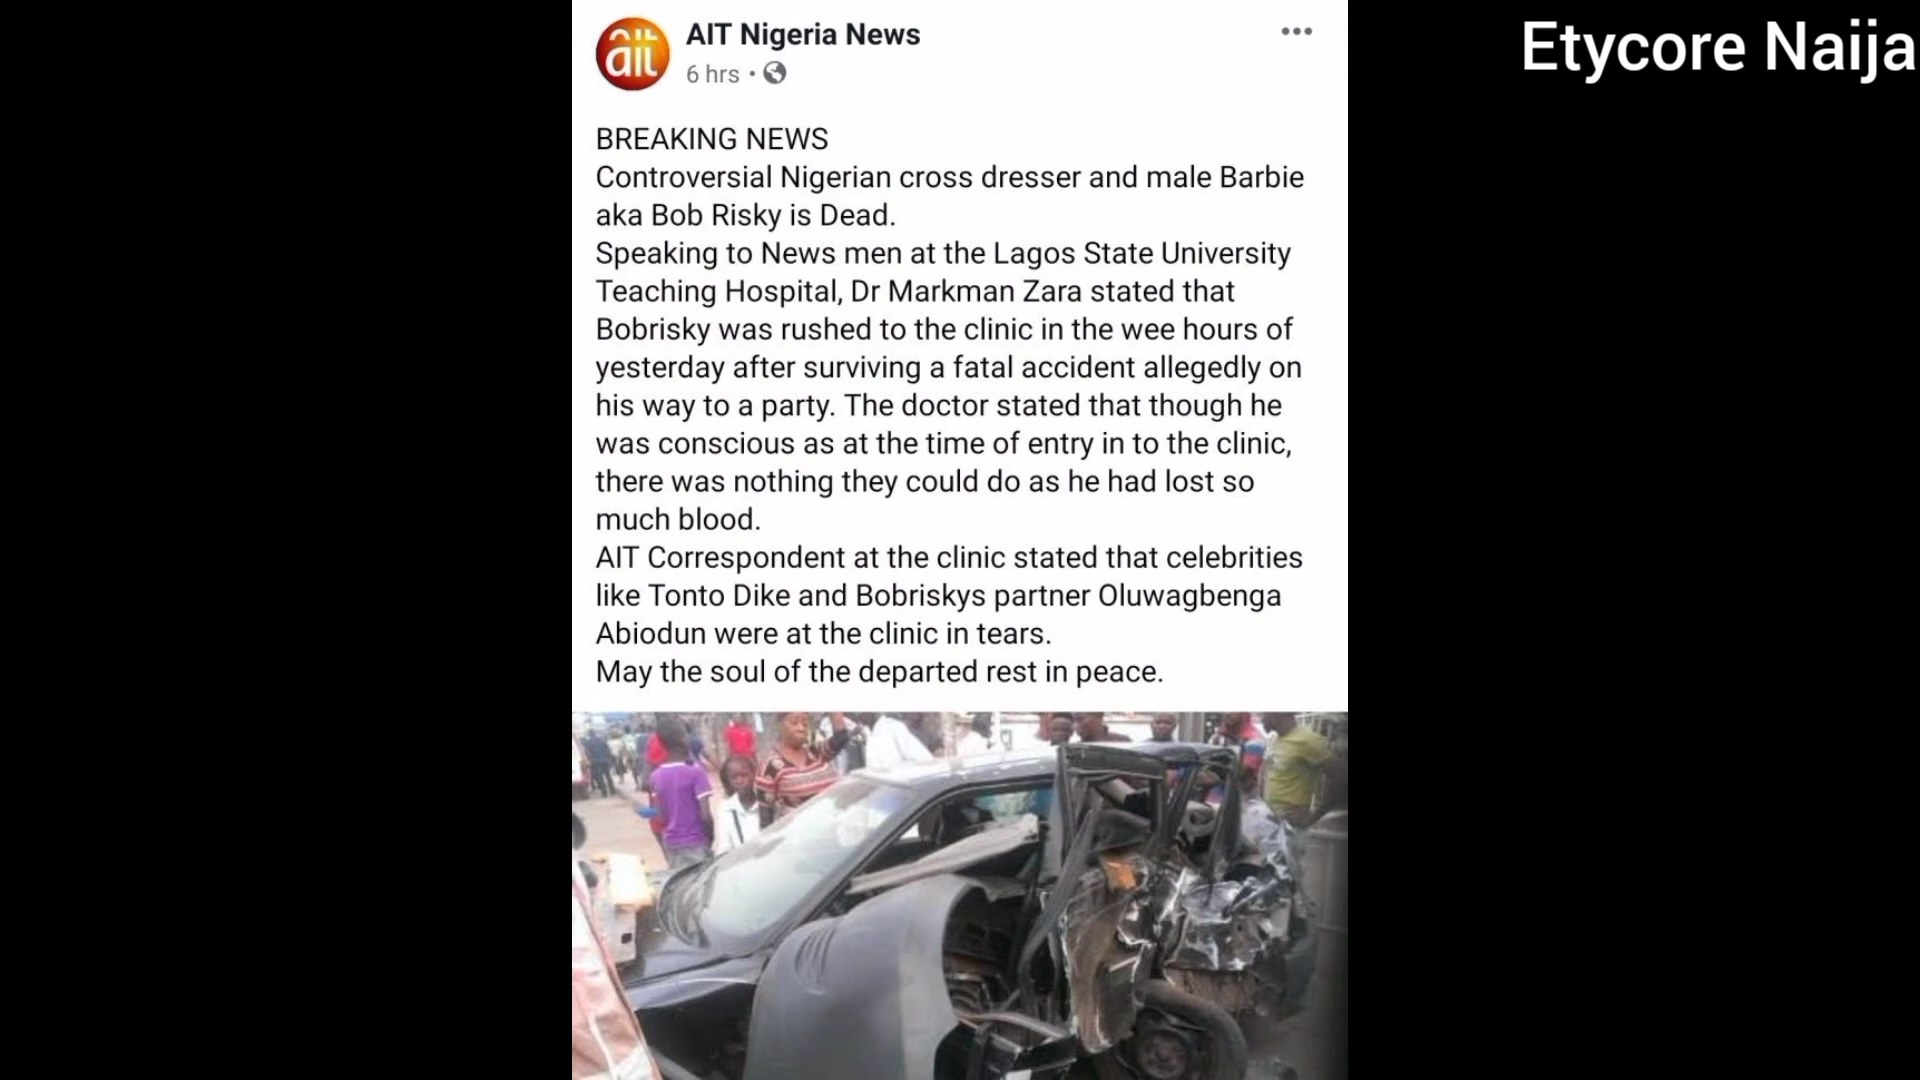 ait
AIT Nigeria News
6 hrs •
Etycore Naija
BREAKING NEWS
Controversial Nigerian cross dresser and male Barbie
aka Bob Risky is Dead.
Speaking to News men at the Lagos State University
Teaching Hospital, Dr Markman Zara stated that
Bobrisky was rushed to the clinic in the wee hours of
yesterday after surviving a fatal accident allegedly on
his way to a party. The doctor stated that though he
was conscious as at the time of entry in to the clinic,
there was nothing they could do as he had lost so
much blood.
AIT Correspondent at the clinic stated that celebrities
like Tonto Dike and Bobriskys partner Oluwagbenga
Abiodun were at the clinic in tears.
May the soul of the departed rest in peace.